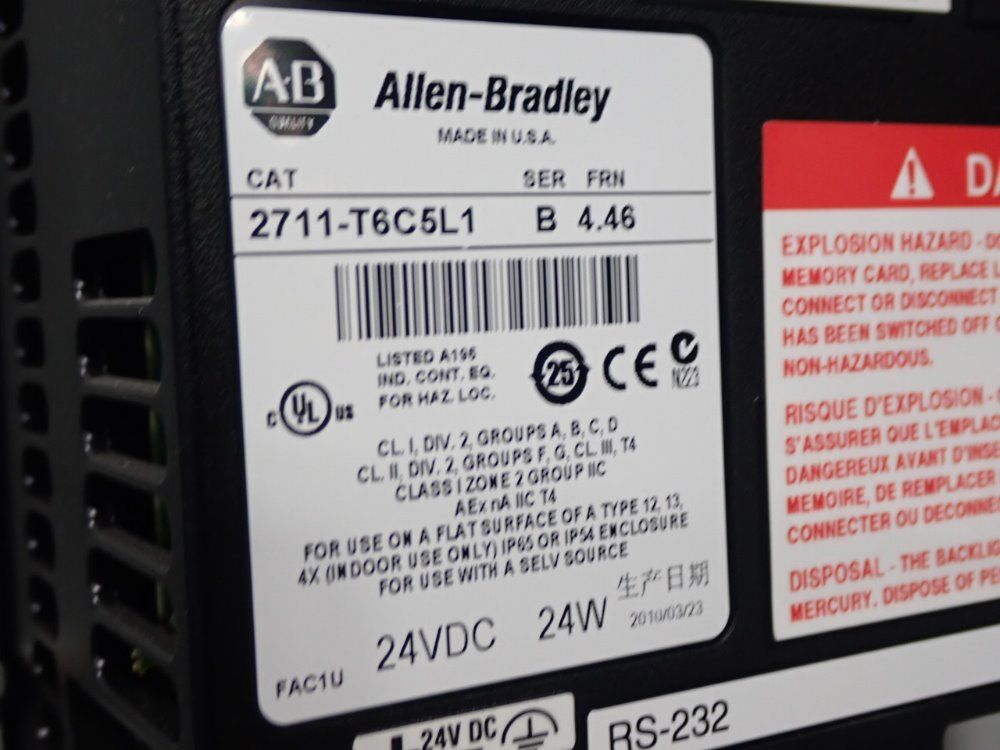 A-B
QUALITY
Allen-Bradley
MADE IN U.S.A.
CAT SER FRN
2711-T6C5L1 B 4.46
LISTED A196
IND. CONT. EQ.
FOR HAZ. LOC.
c UL us
25
CE
N223
CL. I, DIV. 2, GROUPS A, B, C, D
CL. II, DIV. 2, GROUPS F, G, CL. III, T4
CLASS I ZONE 2 GROUP IIC
AEx nA IIC T4
FOR USE ON A FLAT SURFACE OF A TYPE 12, 13,
4X (INDOOR USE ONLY) IP65 OR IP54 ENCLOSURE
FOR USE WITH A SELV SOURCE
生产日期
24VDC 24W 2010/03/23
FAC1U
24V DC
RS-232
EXPLOSION HAZARD -
MEMORY CARD, REPLACE
CONNECT OR DISCONNECT
HAS BEEN SWITCHED OFF
NON-HAZARDOUS.
RISQUE D'EXPLOSION -
S'ASSURER QUE L'EMPLAC
DANGEREUX AVANT D'INSE
MEMOIRE, DE REMPLACER
CONNECTER OU DECONNE
DISPOSAL - THE BACKLIG
MERCURY. DISPOSE OF PE